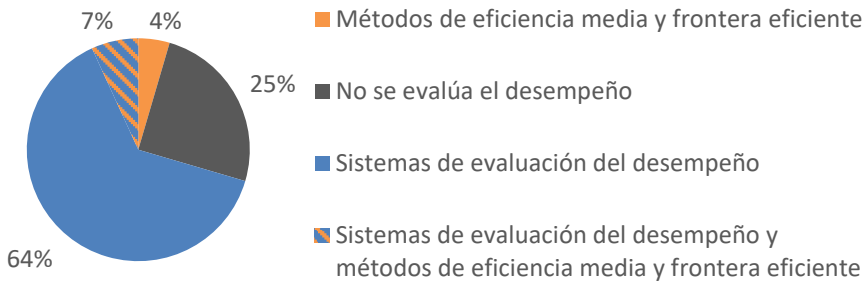 7%
4%
25%
64%
Métodos de eficiencia media y frontera eficiente
No se evalúa el desempeño
Sistemas de evaluación del desempeño
Sistemas de evaluación del desempeño y
métodos de eficiencia media y frontera eficiente